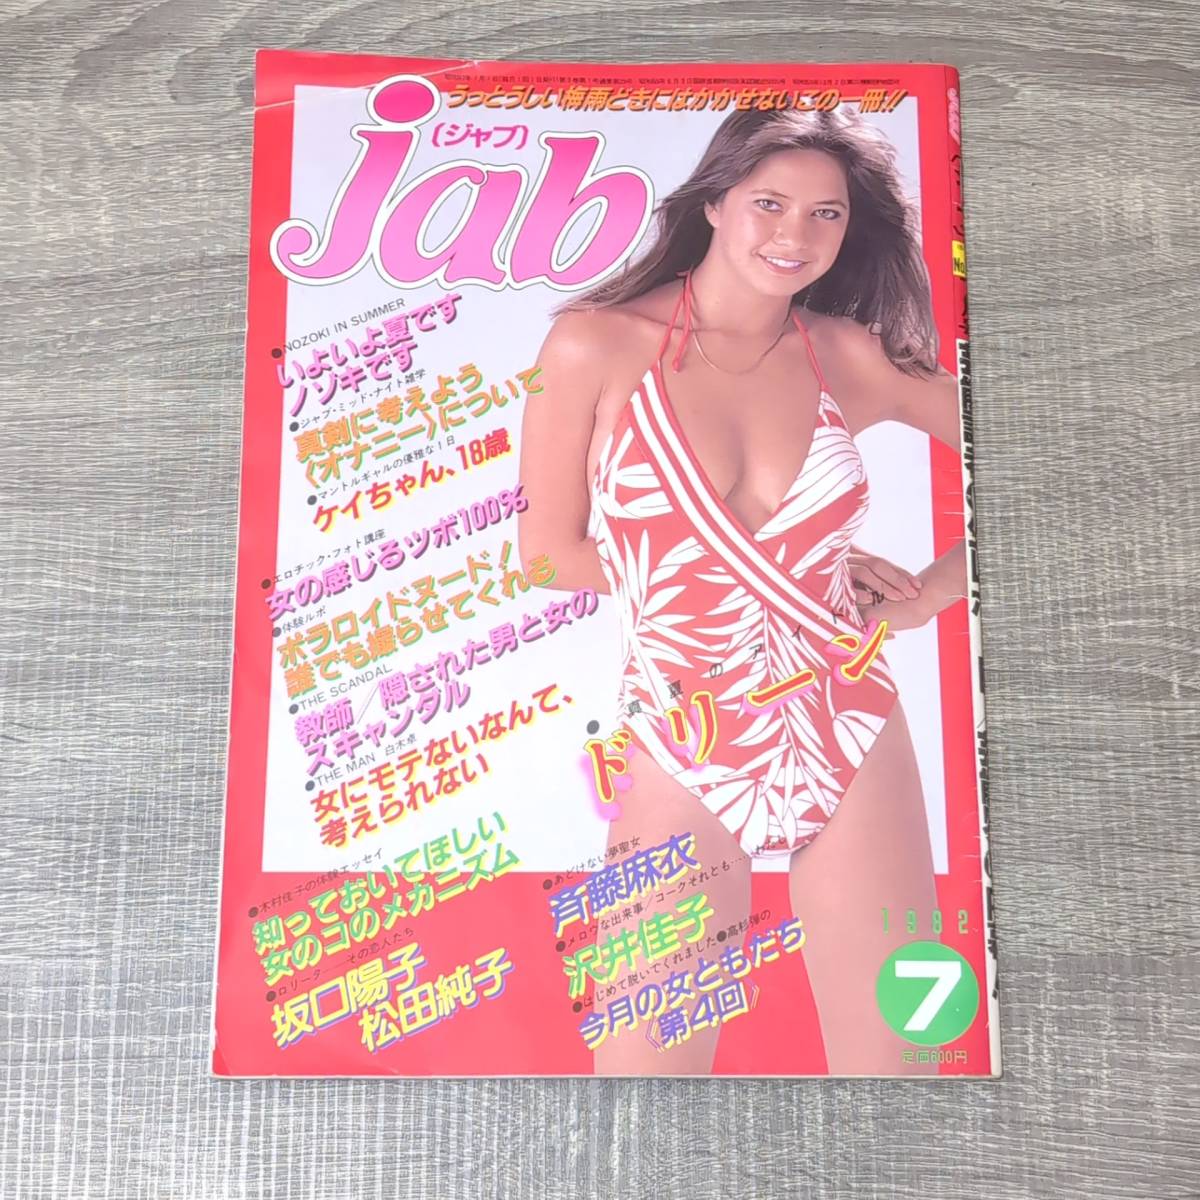 うっとうしい梅雨どきにはかかせないこの一冊!!
jab
〔ジャブ〕
●NOZOKI IN SUMMER
いよいよ夏です
ノゾキです
●ジャブ・ミッド・ナイト雑学
真剣に考えよう
〈オナニー〉について
●マントルギャルの優雅な1日
ケイちゃん、18歳
●エロチック・フォト講座
女の感じるツボ100%
●体験ルポ
ポラロイドヌード!
誰でも撮らせてくれる
●THE SCANDAL
教師/隠された男と女の
スキャンダル
●THE MAN 白木卓
女にモテないなんて、
考えられない
●木村佳子の体験エッセイ
知っておいてほしい
女のコのメカニズム
●ロリータ――その恋人たち
坂口陽子
松田純子
●真夏のアイドル
ドリーン
●あどけない夢聖女
斉藤麻衣
●メロウな出来事/コークそれとも……わたし
沢井佳子
●はじめて脱いでくれました●高杉弾の
今月の女ともだち
《第4回》
1982
7
定価600円
No